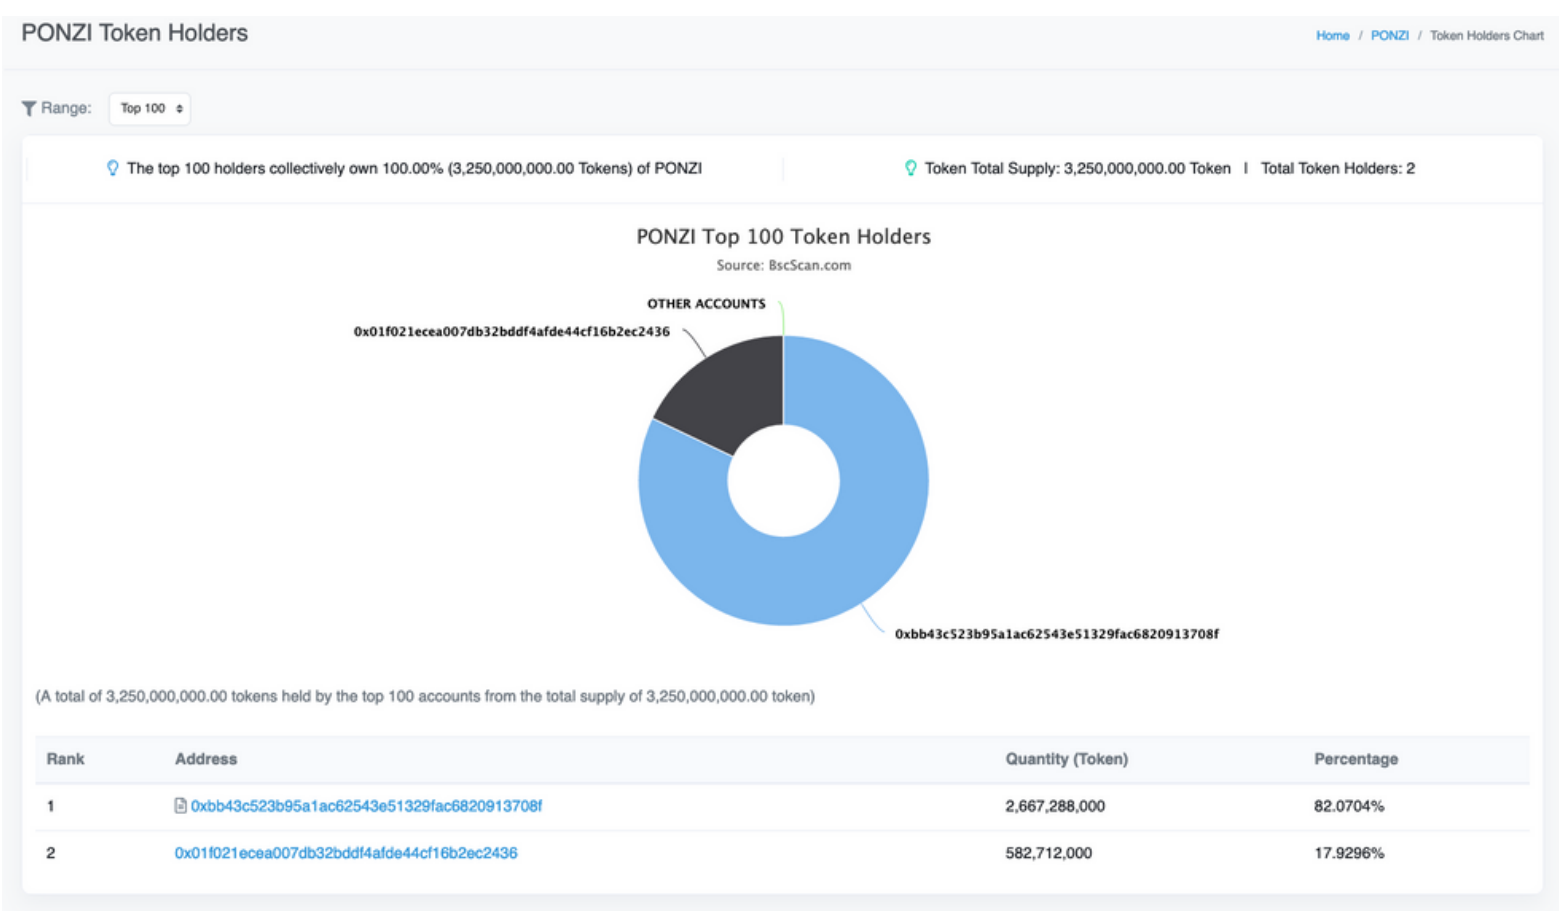 PONZI Token Holders
Home / PONZI / Token Holders Chart
Range: Top 100
The top 100 holders collectively own 100.00% (3,250,000,000.00 Tokens) of PONZI
Token Total Supply: 3,250,000,000.00 Token | Total Token Holders: 2
PONZI Top 100 Token Holders
Source: BscScan.com
OTHER ACCOUNTS
0x01f021ecea007db32bddf4afde44cf16b2ec2436
0xbb43c523b95a1ac62543e51329fac6820913708f
(A total of 3,250,000,000.00 tokens held by the top 100 accounts from the total supply of 3,250,000,000.00 token)
Rank Address Quantity (Token) Percentage
1 0xbb43c523b95a1ac62543e51329fac6820913708f 2,667,288,000 82.0704%
2 0x01f021ecea007db32bddf4afde44cf16b2ec2436 582,712,000 17.9296%